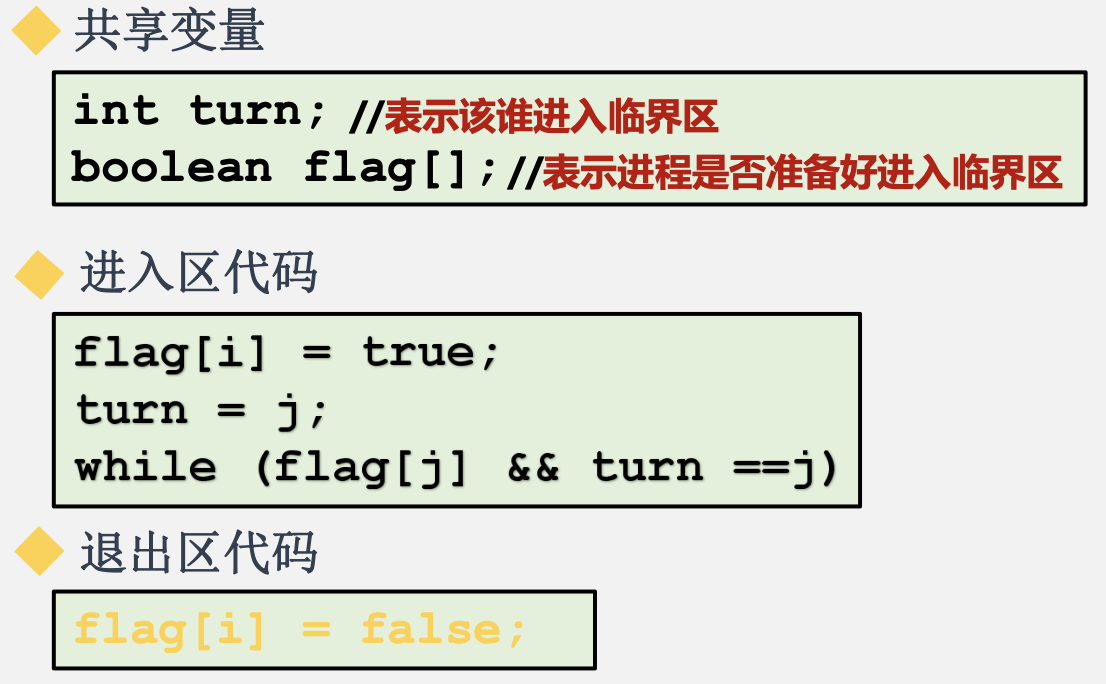 共享变量
int turn; //表示该谁进入临界区
boolean flag[];//表示进程是否准备好进入临界区
进入区代码
flag[i] = true;
turn = j;
while (flag[j] && turn ==j)
退出区代码
flag[i] = false;